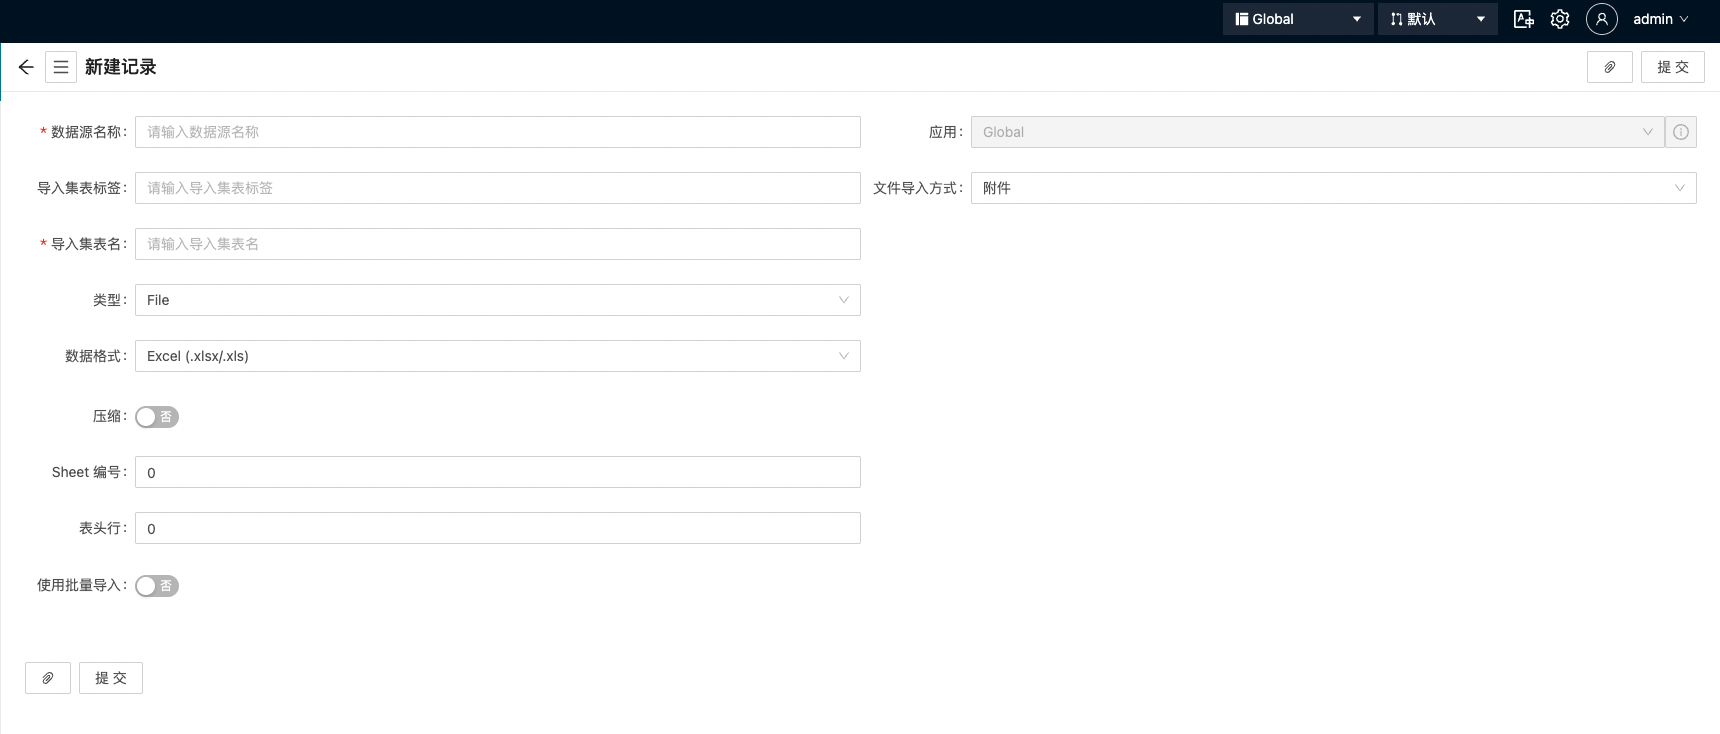 Global
默认
admin
新建记录
提 交
* 数据源名称: 请输入数据源名称
应用: Global
导入集表标签: 请输入导入集表标签
文件导入方式: 附件
* 导入集表名: 请输入导入集表名
类型: File
数据格式: Excel (.xlsx/.xls)
压缩: 否
Sheet 编号: 0
表头行: 0
使用批量导入: 否
提 交